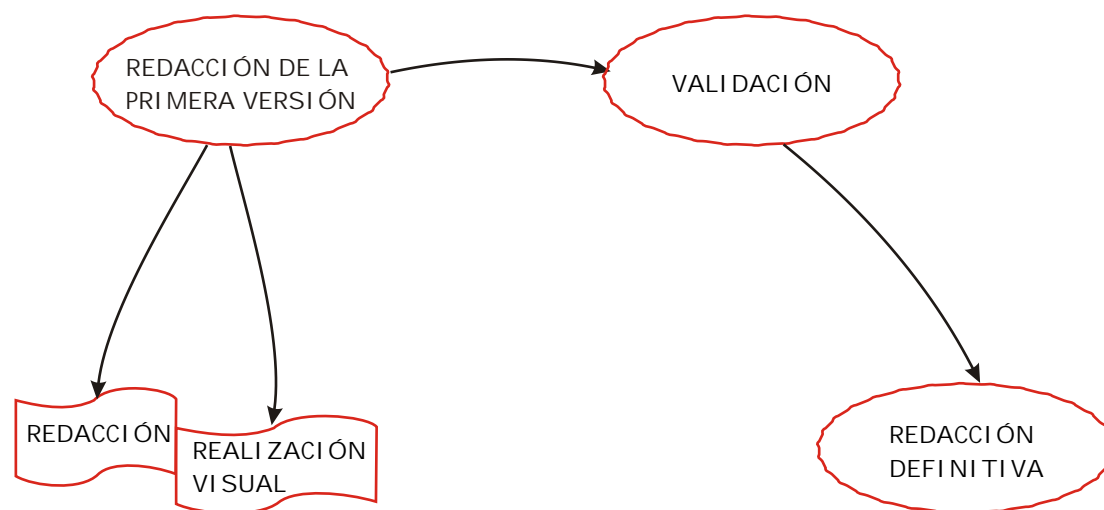 REDACCIÓN DE LA
PRIMERA VERSIÓN
VALIDACIÓN
REDACCIÓN
REALIZACIÓN
VISUAL
REDACCIÓN
DEFINITIVA